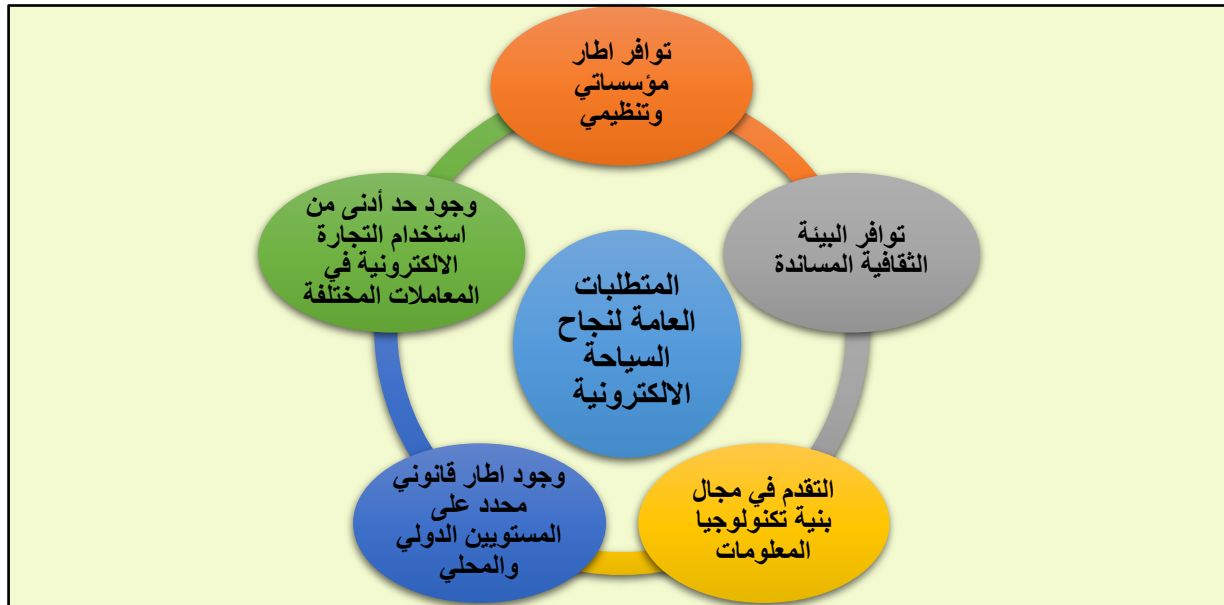 توافر اطار
مؤسساتي
وتنظيمي
توافر البيئة
الثقافية المساندة
التقدم في مجال
بنية تكنولوجيا
المعلومات
وجود اطار قانوني
محدد على
المستويين الدولي
والمحلي
وجود حد أدنى من
استخدام التجارة
الالكترونية في
المعاملات المختلفة
المتطلبات
العامة لنجاح
السياحة
الالكترونية